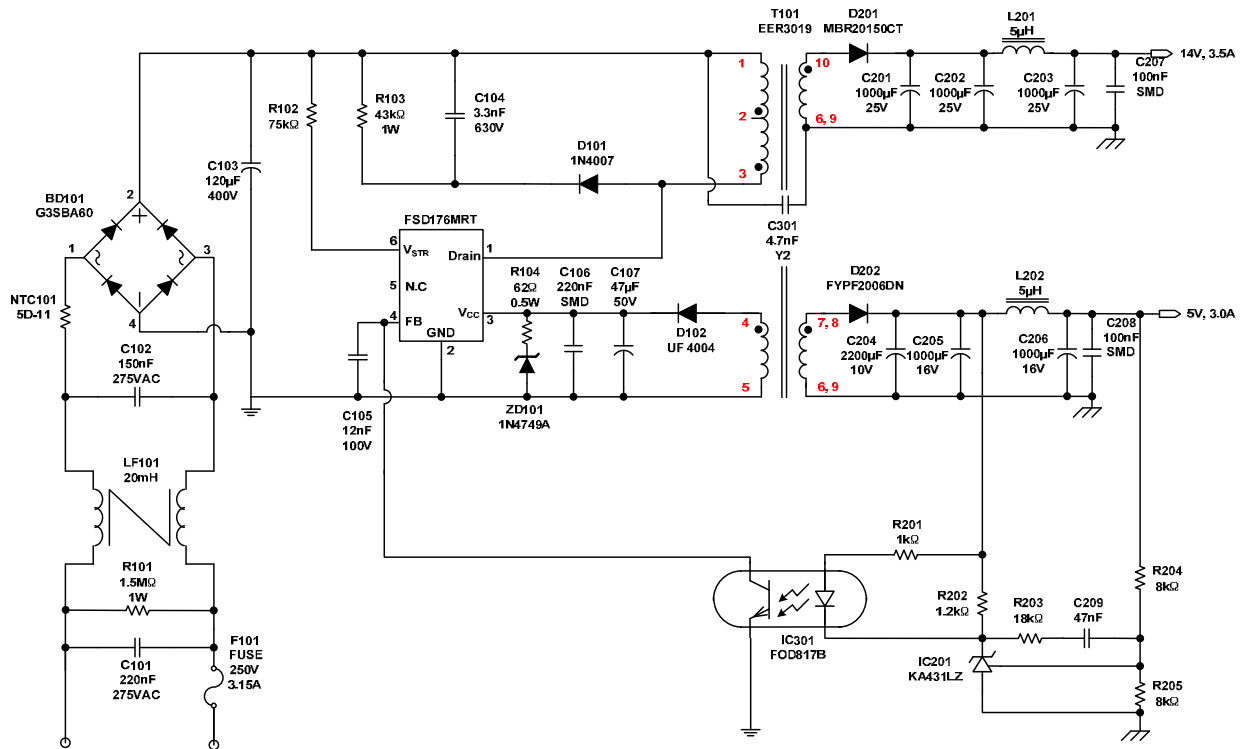 T101
EER3019
D201
MBR20150CT
L201
5µH
14V, 3.5A
1
2
3
10
6, 9
C201
1000µF
25V
C202
1000µF
25V
C203
1000µF
25V
C207
100nF
SMD
R102
75kΩ
R103
43kΩ
1W
C104
3.3nF
630V
D101
1N4007
C103
120µF
400V
BD101
G3SBA60
2
1
3
4
C301
4.7nF
Y2
FSD176MRT
6
VSTR
Drain
1
5
N.C
4
FB
VCC
3
GND
2
R104
62Ω
0.5W
C106
220nF
SMD
C107
47µF
50V
D102
UF 4004
4
5
7, 8
6, 9
D202
FYPF2006DN
L202
5µH
5V, 3.0A
C204
2200µF
10V
C205
1000µF
16V
C206
1000µF
16V
C208
100nF
SMD
NTC101
5D-11
C102
150nF
275VAC
C105
12nF
100V
ZD101
1N4749A
LF101
20mH
R101
1.5MΩ
1W
C101
220nF
275VAC
F101
FUSE
250V
3.15A
R201
1kΩ
R202
1.2kΩ
R203
18kΩ
C209
47nF
R204
8kΩ
IC301
FOD817B
IC201
KA431LZ
R205
8kΩ